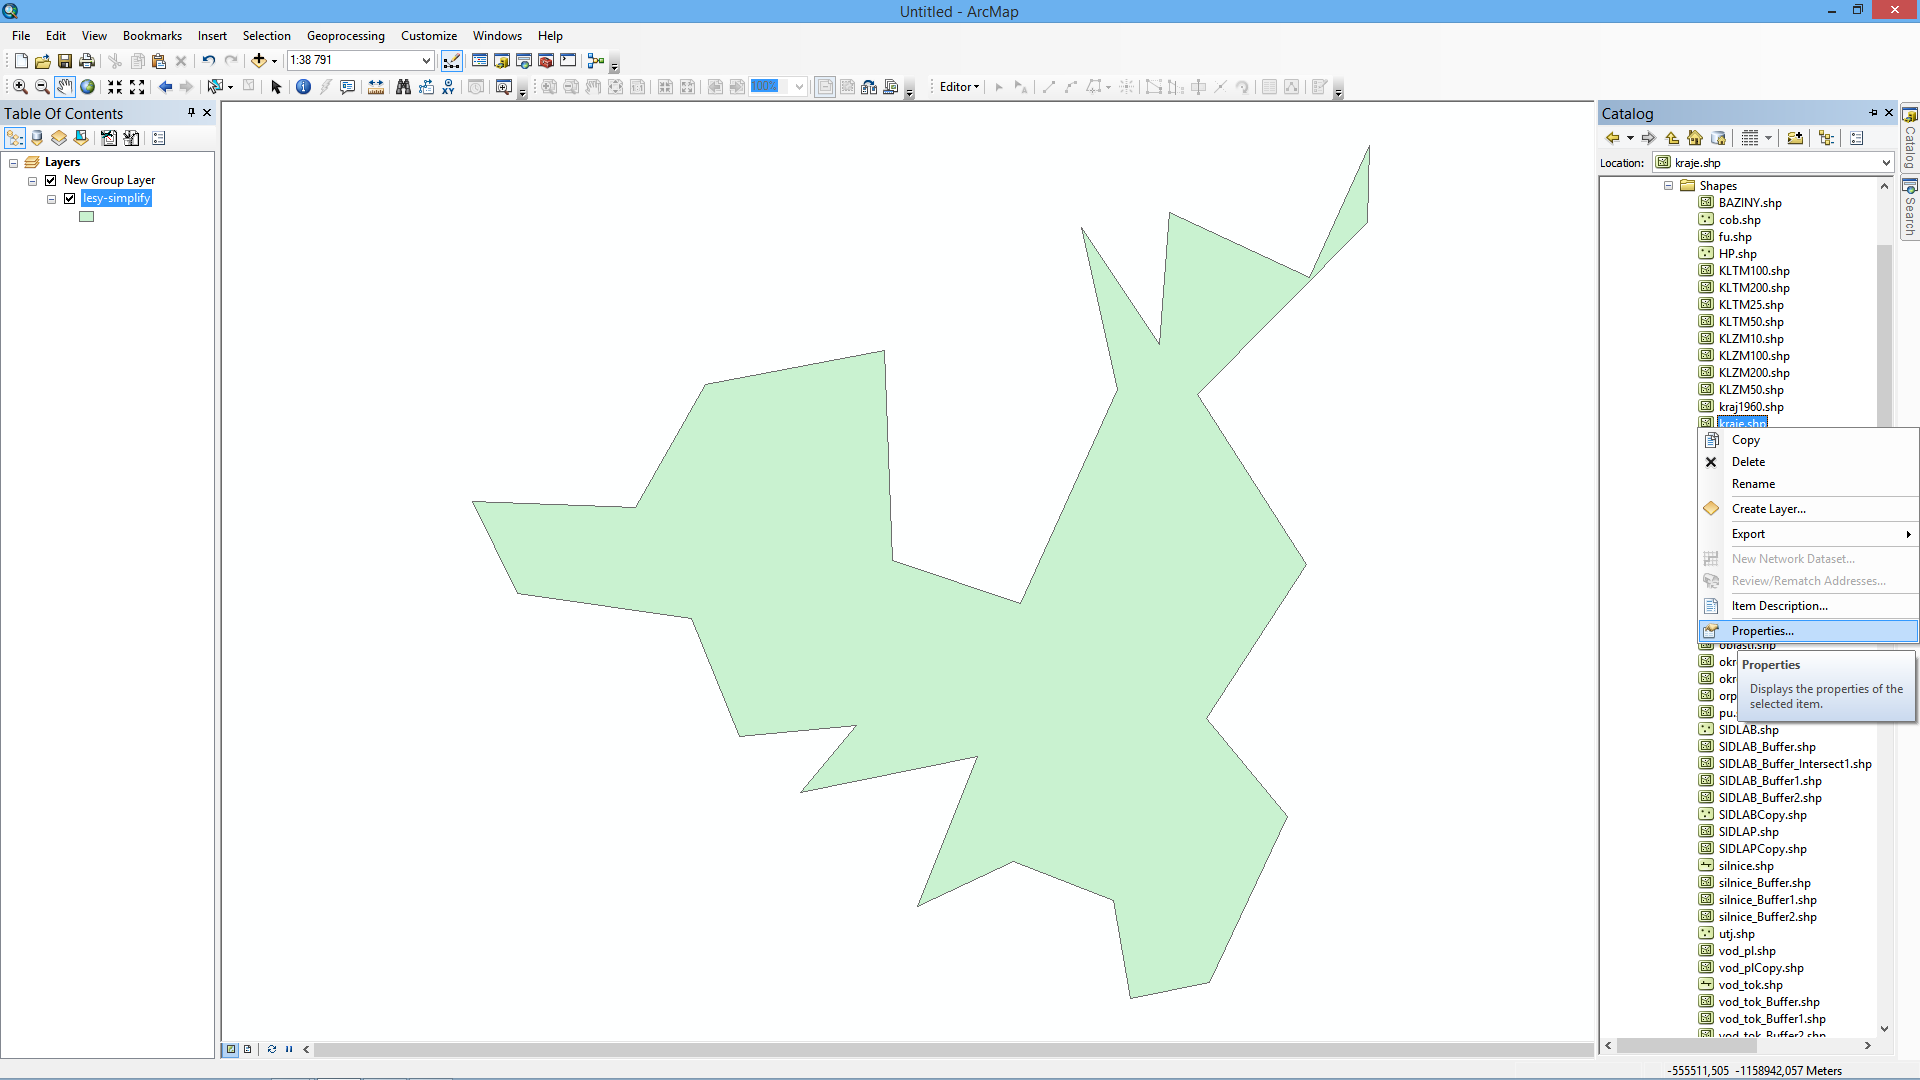 Untitled - ArcMap
File Edit View Bookmarks Insert Selection Geoprocessing Customize Windows Help
1:38 791
100%
Editor
Table Of Contents
Layers
New Group Layer
lesy-simplify
Catalog
Location: kraje.shp
Shapes
BAZINY.shp
cob.shp
fu.shp
HP.shp
KLTM100.shp
KLTM200.shp
KLTM25.shp
KLTM50.shp
KLZM10.shp
KLZM100.shp
KLZM200.shp
KLZM50.shp
kraj1960.shp
kraje.shp
Copy
Delete
Rename
Create Layer...
Export
New Network Dataset...
Review/Rematch Addresses...
Item Description...
Properties...
oblasti.shp
Properties
Displays the properties of the
selected item.
SIDLAB.shp
SIDLAB_Buffer.shp
SIDLAB_Buffer_Intersect1.shp
SIDLAB_Buffer1.shp
SIDLAB_Buffer2.shp
SIDLABCopy.shp
SIDLAP.shp
SIDLAPCopy.shp
silnice.shp
silnice_Buffer.shp
silnice_Buffer1.shp
silnice_Buffer2.shp
utj.shp
vod_pl.shp
vod_plCopy.shp
vod_tok.shp
vod_tok_Buffer.shp
vod_tok_Buffer1.shp
vod_tok_Buffer2.shp
Catalog
Search
-555511,505 -1158942,057 Meters